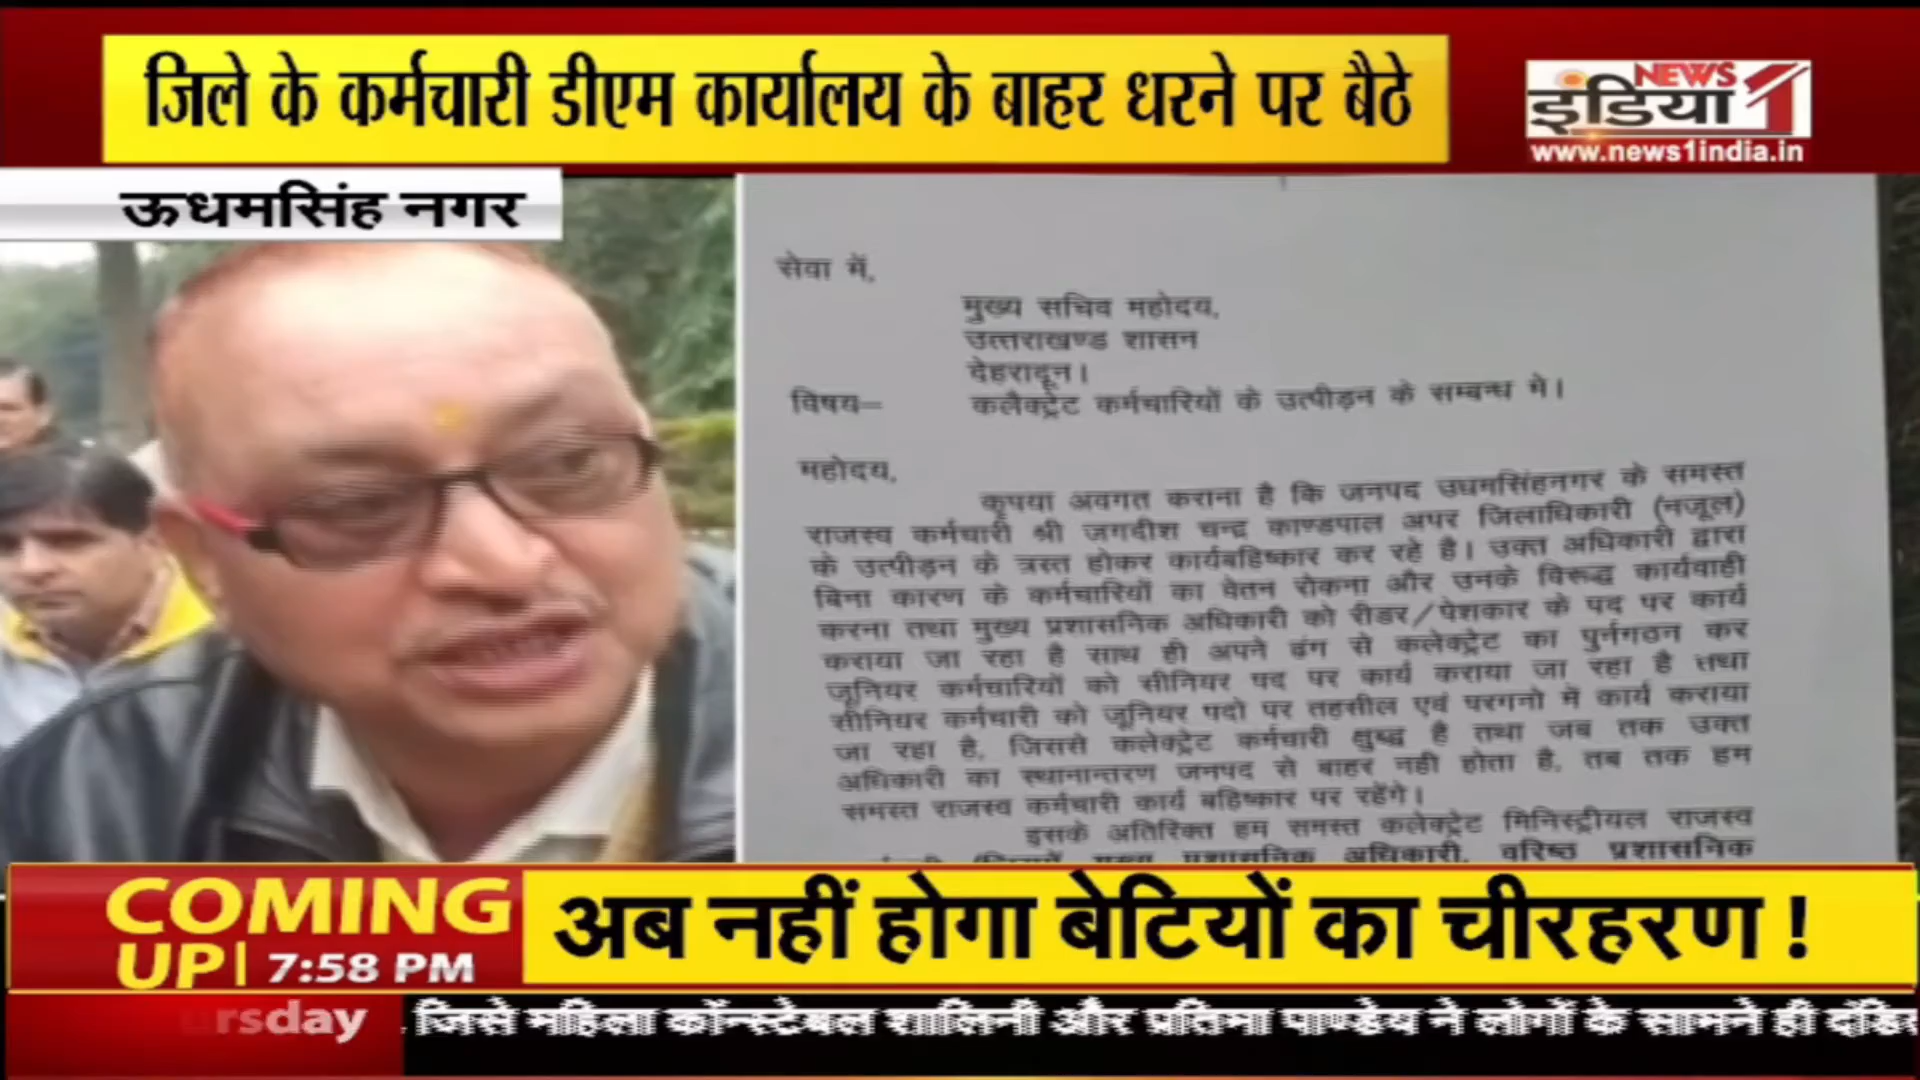 जिले के कर्मचारी डीएम कार्यालय के बाहर धरने पर बैठे
NEWS
इंडिया 1
www.news1india.in
ऊधमसिंह नगर
सेवा में,
मुख्य सचिव महोदय,
उत्तराखण्ड शासन
देहरादून।
विषय– कलैक्ट्रेट कर्मचारियों के उत्पीड़न के सम्बन्ध मे।
महोदय,
कृपया अवगत कराना है कि जनपद उधमसिंहनगर के समस्त
राजस्व कर्मचारी श्री जगदीश चन्द्र काण्डपाल अपर जिलाधिकारी (नजूल)
के उत्पीड़न के त्रस्त होकर कार्यबहिष्कार कर रहे है। उक्त अधिकारी द्वारा
बिना कारण के कर्मचारियों का वेतन रोकना और उनके विरूद्ध कार्यवाही
करना तथा मुख्य प्रशासनिक अधिकारी को रीडर/पेशकार के पद पर कार्य
कराया जा रहा है साथ ही अपने ढंग से कलेक्ट्रेट का पुर्नगठन कर
जूनियर कर्मचारियों को सीनियर पद पर कार्य कराया जा रहा है तथा
सीनियर कर्मचारी को जूनियर पदो पर तहसील एवं परगनो में कार्य कराया
जा रहा है, जिससे कलेक्ट्रेट कर्मचारी क्षुब्द्ध है तथा जब तक उक्त
अधिकारी का स्थानान्तरण जनपद से बाहर नही होता है, तब तक हम
समस्त राजस्व कर्मचारी कार्य बहिष्कार पर रहेंगे।
इसके अतिरिक्त हम समस्त कलेक्ट्रेट मिनिस्ट्रीयल राजस्व
मुख्य प्रशासनिक अधिकारी, वरिष्ठ प्रशासनिक
COMING
UP| 7:58 PM
अब नहीं होगा बेटियों का चीरहरण !
rsday
जिसे महिला कॉन्स्टेबल शालिनी और प्रतिमा पाण्डेय ने लोगों के सामने ही